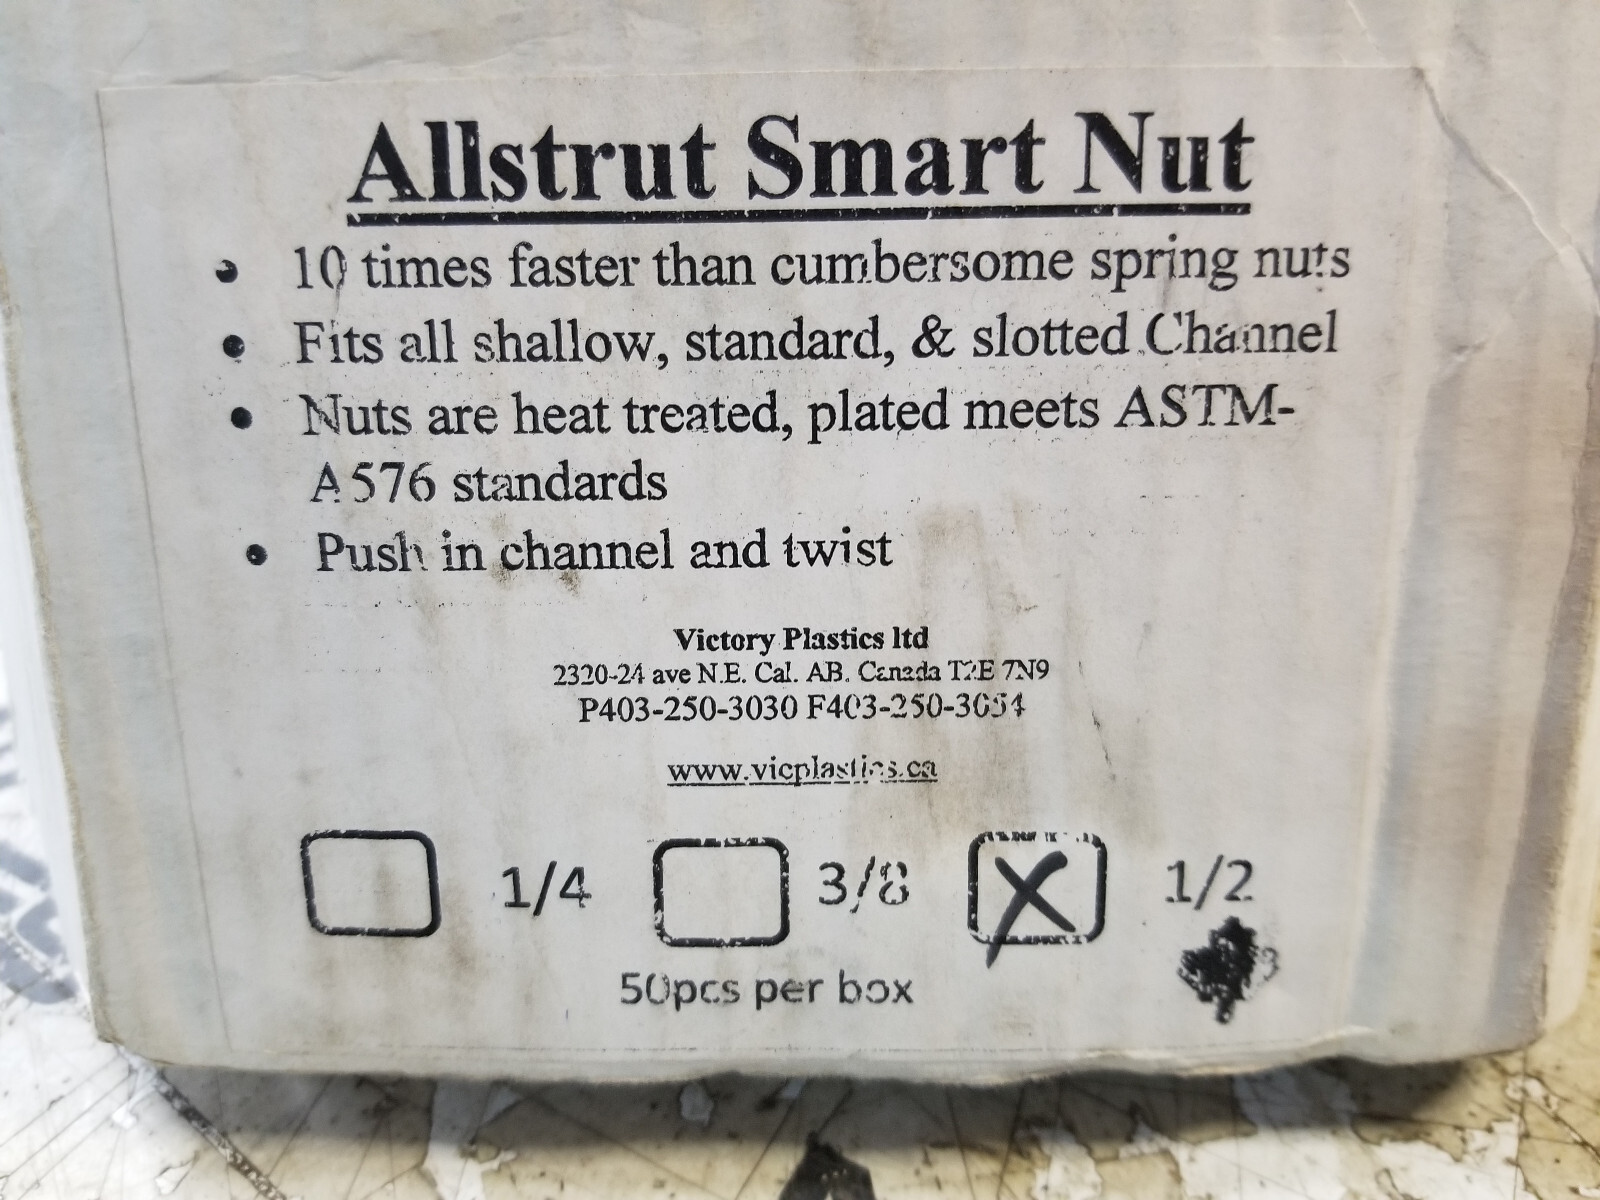 Allstrut Smart Nut
• 10 times faster than cumbersome spring nuts
• Fits all shallow, standard, & slotted Channel
• Nuts are heat treated, plated meets ASTM-
A576 standards
• Push in channel and twist
Victory Plastics ltd
2320-24 ave N.E. Cal. AB. Canada T2E 7N9
P403-250-3030 F403-250-3054
www.vicplastics.ca
1/4 3/8 X 1/2
50pcs per box